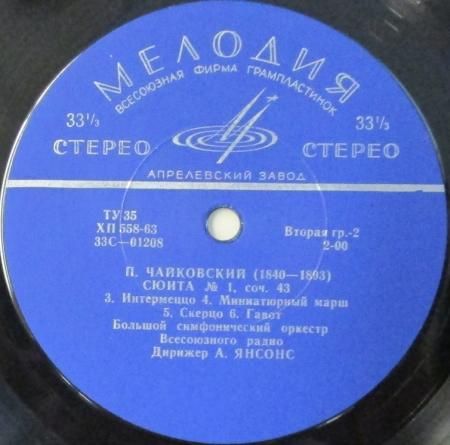 МЕЛОДИЯ
ВСЕСОЮЗНАЯ ФИРМА ГРАМПЛАСТИНОК
33⅓ 33⅓
СТЕРЕО СТЕРЕО
АПРЕЛЕВСКИЙ ЗАВОД
ТУ 35
ХП 558-63 Вторая гр.-2
33С—01208 2-00
П. ЧАЙКОВСКИЙ (1840—1893)
СЮИТА № 1, соч. 43
3. Интермеццо 4. Миниатюрный марш
5. Скерцо 6. Гавот
Большой симфонический оркестр
Всесоюзного радио
Дирижер А. ЯНСОНС